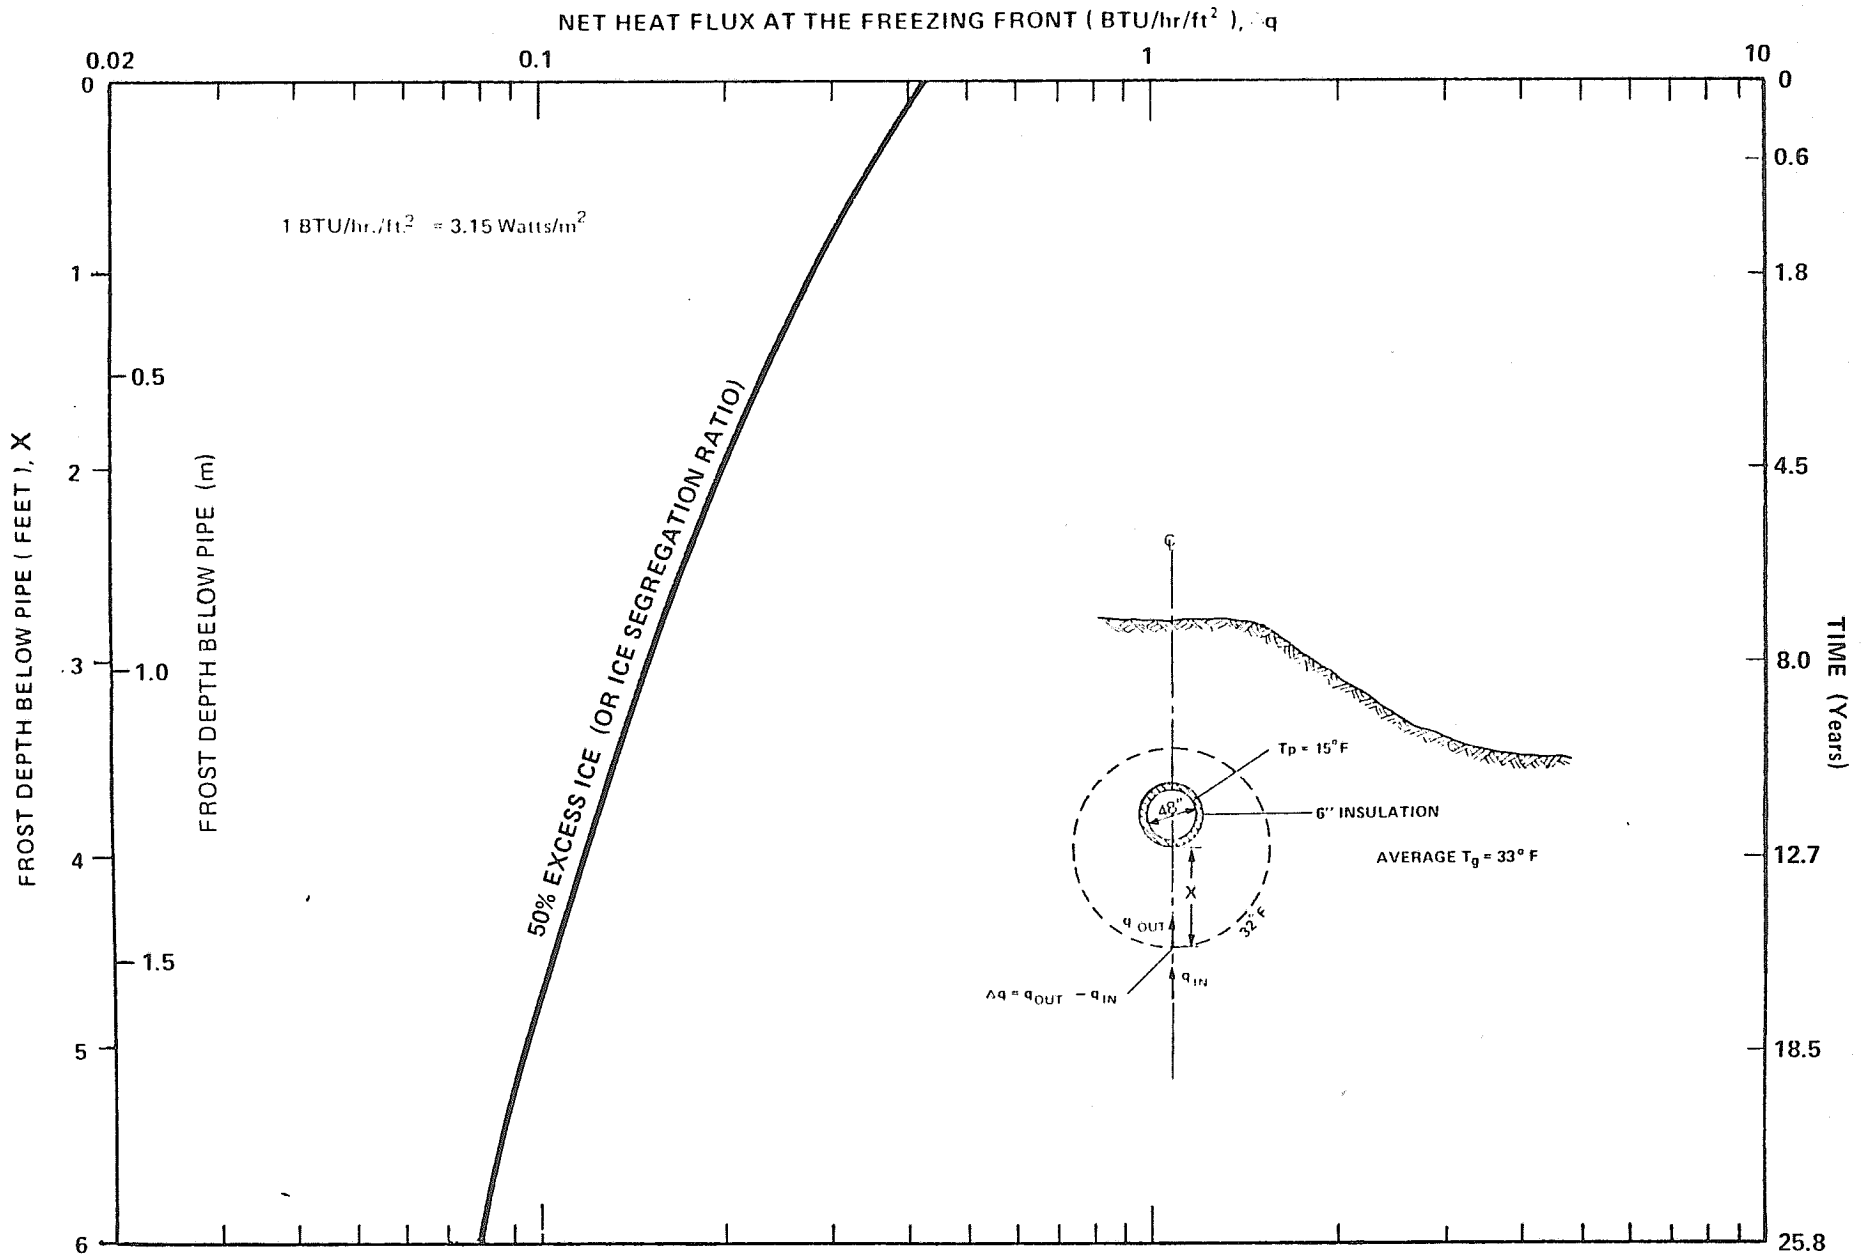 NET HEAT FLUX AT THE FREEZING FRONT ( BTU/hr/ft² ), q
0.02 0.1 1 10
0
1
2
3
4
5
6
0.5
1.0
1.5
FROST DEPTH BELOW PIPE ( FEET ), X
FROST DEPTH BELOW PIPE (m)
1 BTU/hr./ft.² = 3.15 Watts/m²
50% EXCESS ICE (OR ICE SEGREGATION RATIO)
℄
Tp = 15°F
48"
6" INSULATION
AVERAGE Tg = 33°F
X
q OUT
32°F
q IN
Δq = qOUT – qIN
0
0.6
1.8
4.5
8.0
12.7
18.5
25.8
TIME (Years)